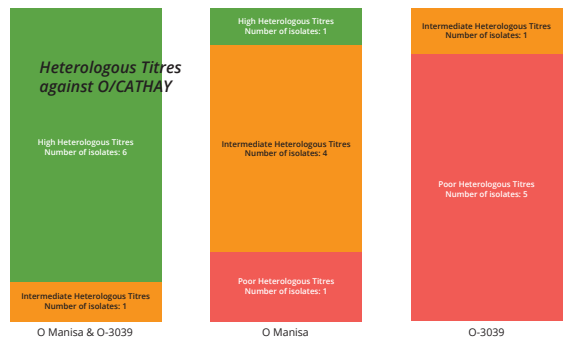 Heterologous Titres
against O/CATHAY
High Heterologous Titres
Number of isolates: 6
Intermediate Heterologous Titres
Number of isolates: 1
O Manisa & O-3039
High Heterologous Titres
Number of isolates: 1
Intermediate Heterologous Titres
Number of isolates: 4
Poor Heterologous Titres
Number of isolates: 1
O Manisa
Intermediate Heterologous Titres
Number of isolates: 1
Poor Heterologous Titres
Number of isolates: 5
O-3039